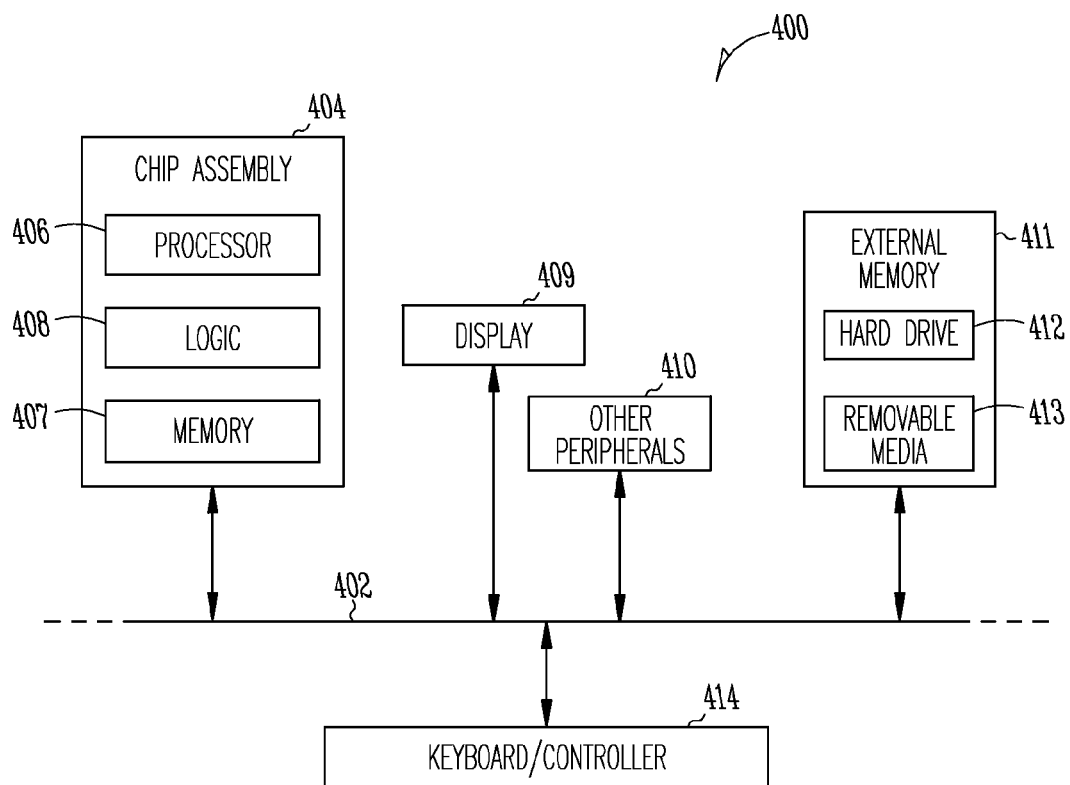 400
404
CHIP ASSEMBLY
406
PROCESSOR
408
LOGIC
407
MEMORY
409
DISPLAY
410
OTHER
PERIPHERALS
411
EXTERNAL
MEMORY
HARD DRIVE
412
REMOVABLE
MEDIA
413
402
414
KEYBOARD/CONTROLLER